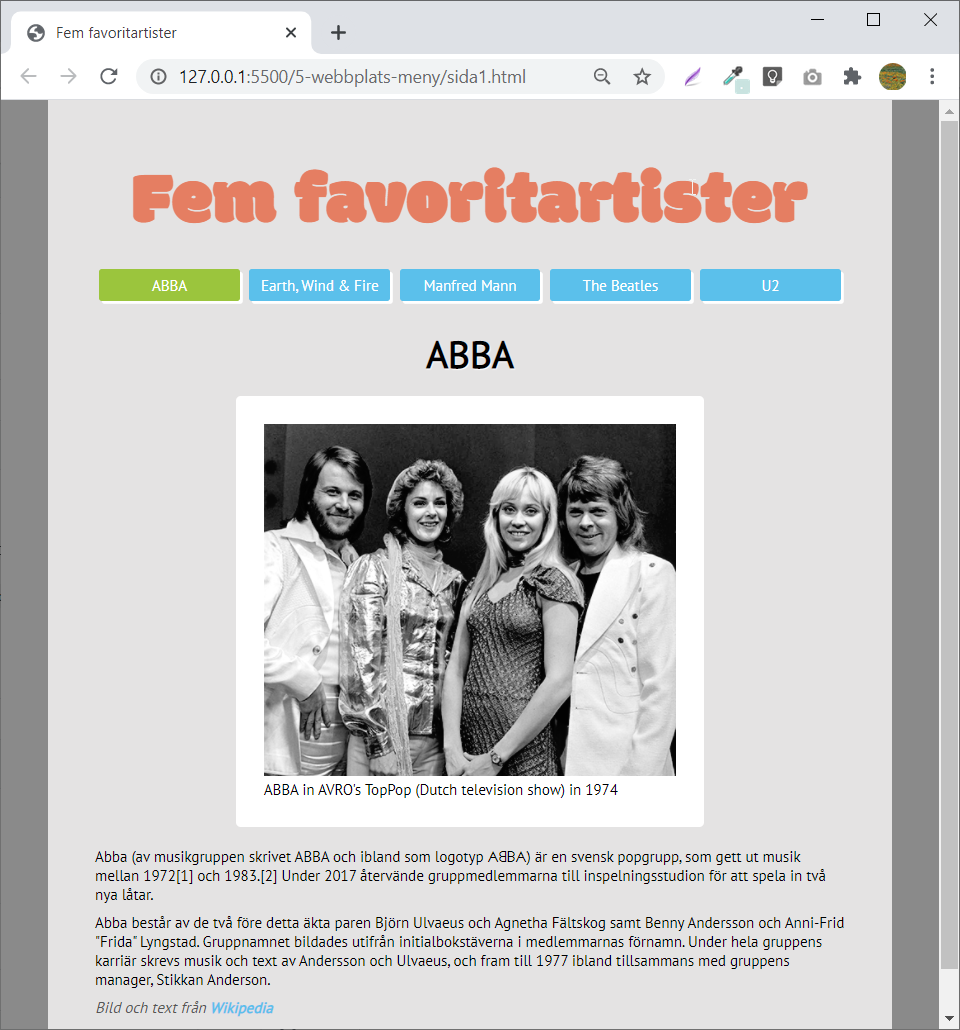 Fem favoritartister
127.0.0.1:5500/5-webbplats-meny/sida1.html
Fem favoritartister
ABBA
Earth, Wind & Fire
Manfred Mann
The Beatles
U2
ABBA
ABBA in AVRO's TopPop (Dutch television show) in 1974
Abba (av musikgruppen skrivet ABBA och ibland som logotyp AᗺBA) är en svensk popgrupp, som gett ut musik
mellan 1972[1] och 1983.[2] Under 2017 återvände gruppmedlemmarna till inspelningsstudion för att spela in två
nya låtar.
Abba består av de två före detta äkta paren Björn Ulvaeus och Agnetha Fältskog samt Benny Andersson och Anni-Frid
"Frida" Lyngstad. Gruppnamnet bildades utifrån initialbokstäverna i medlemmarnas förnamn. Under hela gruppens
karriär skrevs musik och text av Andersson och Ulvaeus, och fram till 1977 ibland tillsammans med gruppens
manager, Stikkan Anderson.
Bild och text från Wikipedia